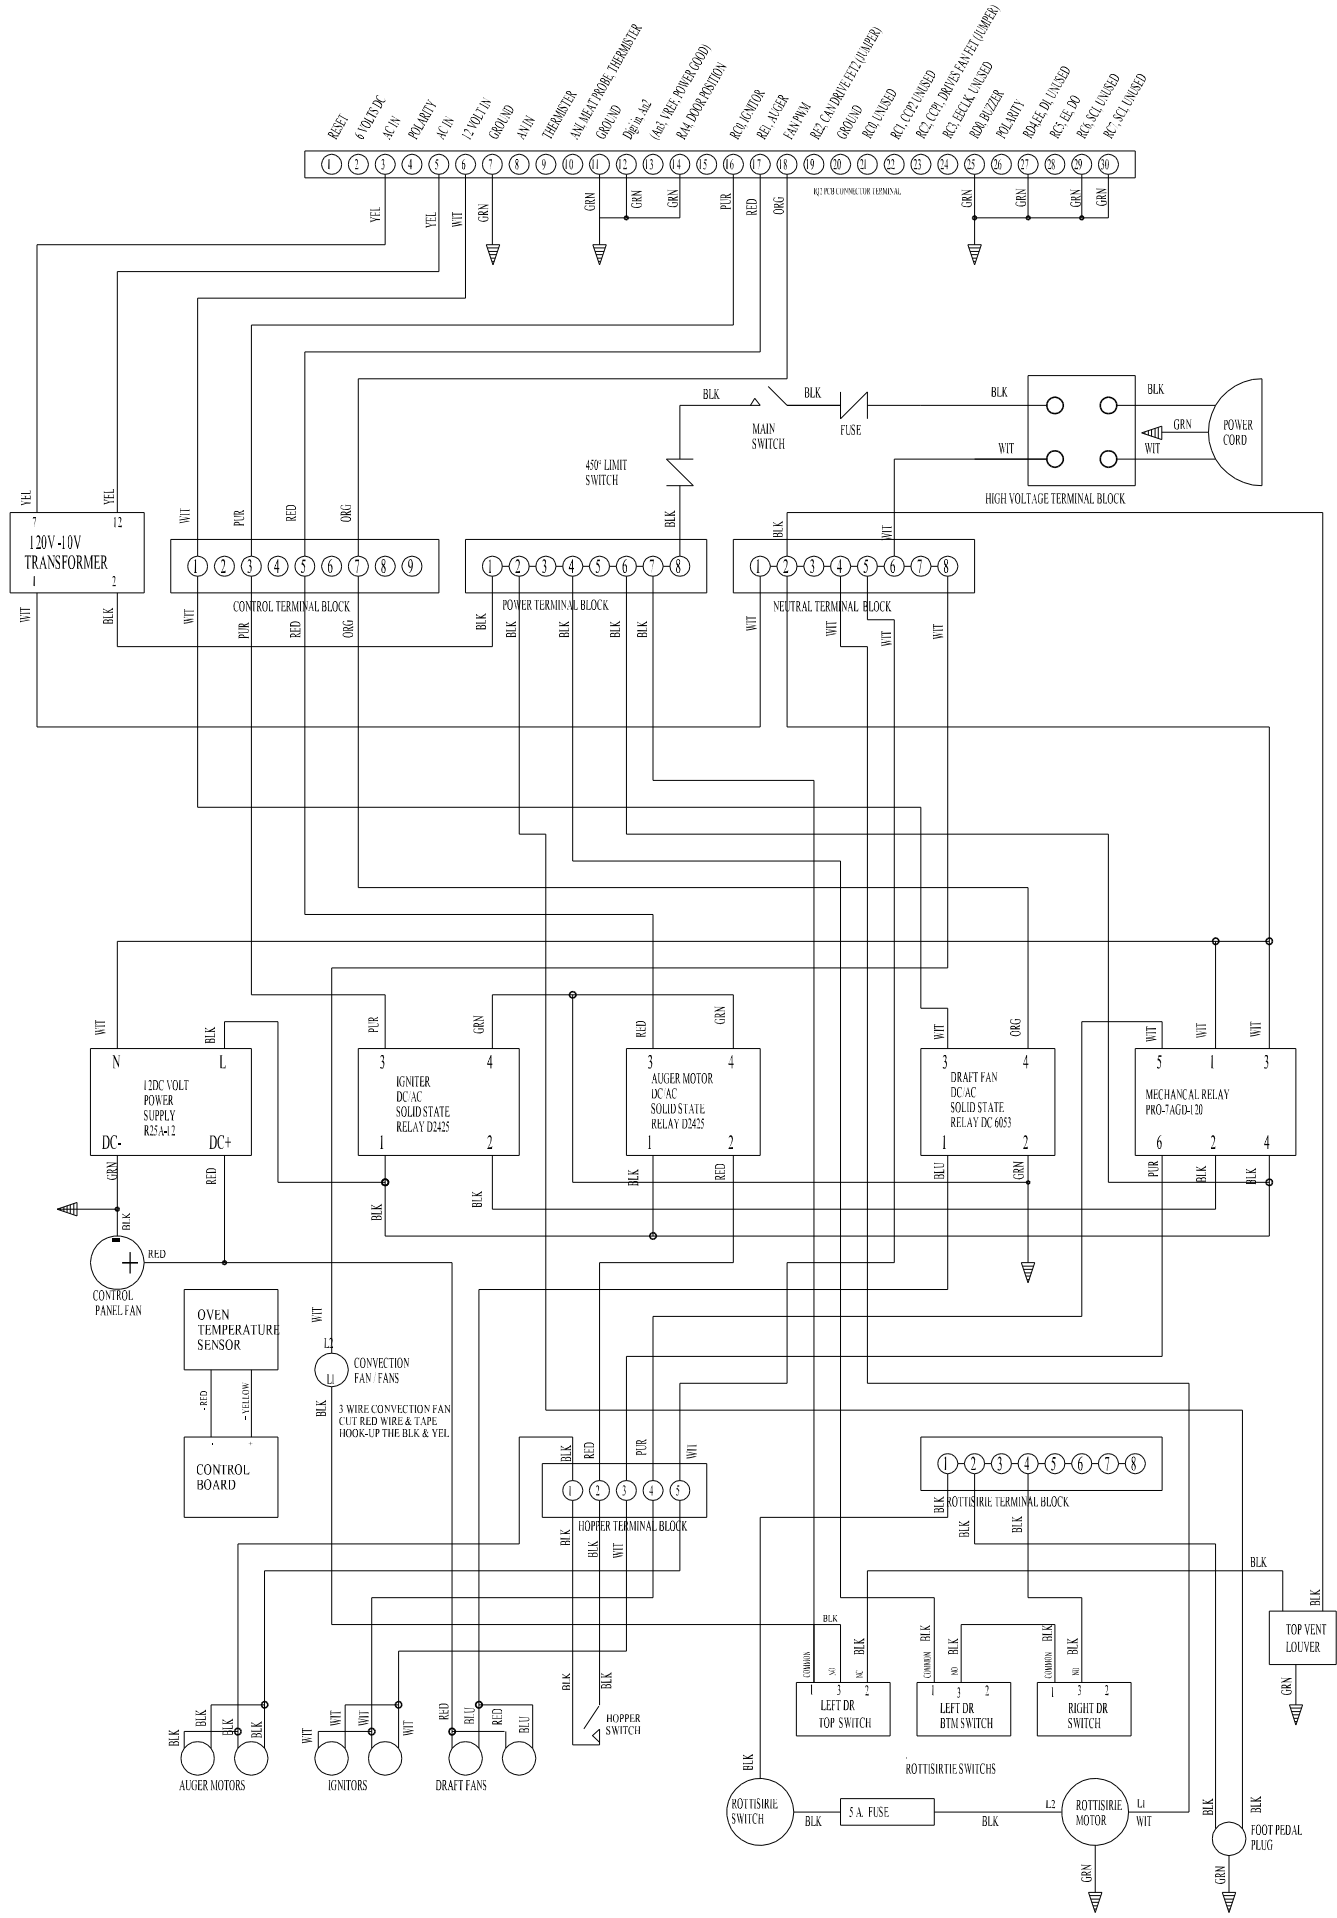 RESET
6 VOLTS DC
AC IN
POLARITY
AC IN
12 VOLT IN
GROUND
AN IN
THERMISTER
AN1, MEAT PROBE, THERMISTER
GROUND
Digi in, An2
(An3, VREF, POWER GOOD)
RA4, DOOR POSITION
RC0, IGNITOR
RE1, AUGER
FAN PWM
RE2, CAN DRIVE FET2 (JUMPER)
GROUND
RC0, UNUSED
RC1, CCP2 UNUSED
RC2, CCP1, DRIVES FAN FET (JUMPER)
RC3, EECLK, UNUSED
RD0, BUZZER
POLARITY
RD4, EE, DI, UNUSED
RC5, EE, DO
RC6, SCI, UNUSED
RC7, SCI, UNUSED
1 2 3 4 5 6 7 8 9 10 11 12 13 14 15 16 17 18 19 20 21 22 23 24 25 26 27 28 29 30
IQ2 PCB CONNECTOR TERMINAL
YEL YEL WIT GRN GRN GRN GRN PUR RED ORG GRN GRN GRN GRN
BLK BLK BLK BLK
MAIN
SWITCH
FUSE
GRN
POWER
CORD
450° LIMIT
SWITCH
WIT WIT
HIGH VOLTAGE TERMINAL BLOCK
YEL YEL WIT PUR RED ORG BLK BLK WIT
7 12
120V -10V
TRANSFORMER
1 2
1 2 3 4 5 6 7 8 9
CONTROL TERMINAL BLOCK
1 2 3 4 5 6 7 8
POWER TERMINAL BLOCK
1 2 3 4 5 6 7 8
NEUTRAL TERMINAL BLOCK
WIT BLK WIT PUR RED ORG BLK BLK BLK BLK BLK WIT WIT WIT WIT
WIT BLK PUR GRN RED GRN WIT ORG WIT WIT WIT
N L
12DC VOLT
POWER
SUPPLY
R25A-12
DC- DC+
3 4
IGNITER
DC/AC
SOLID STATE
RELAY D2425
1 2
3 4
AUGER MOTOR
DC/AC
SOLID STATE
RELAY D2425
1 2
3 4
DRAFT FAN
DC/AC
SOLID STATE
RELAY DC 6053
1 2
5 1 3
MECHANCAL RELAY
PRO-7AGD-120
6 2 4
GRN RED BLK BLK BLK RED BLU GRN PUR BLK BLK
BLK
RED
CONTROL
PANEL FAN
OVEN
TEMPERATURE
SENSOR
- RED
= YELLOW
- +
CONTROL
BOARD
WIT
L2
L1
CONVECTION
FAN / FANS
BLK
3 WIRE CONVECTION FAN
CUT RED WIRE & TAPE
HOOK-UP THE BLK & YEL
BLK RED PUR WIT
1 2 3 4 5
HOPPER TERMINAL BLOCK
BLK BLK WIT
1 2 3 4 5 6 7 8
ROTTISIRIE TERMINAL BLOCK
BLK BLK BLK
BLK
BLK
TOP VENT
LOUVER
GRN
BLK BLK
HOPPER
SWITCH
BLK
BLK
COMMON NO NC
1 3 2
LEFT DR
TOP SWITCH
BLK BLK
COMMON NO
1 3 2
LEFT DR
BTM SWITCH
BLK BLK
COMMON NO
1 3 2
RIGHT DR
SWITCH
ROTTISIRTIE SWITCHS
BLK BLK BLK BLK
AUGER MOTORS
WIT WIT WIT WIT
IGNITORS
RED BLU RED BLU
DRAFT FANS
BLK
ROTTISIRIE
SWITCH
BLK
5 A. FUSE
BLK
L2
ROTTISIRIE
MOTOR
L1
WIT
GRN
BLK BLK
FOOT PEDAL
PLUG
GRN